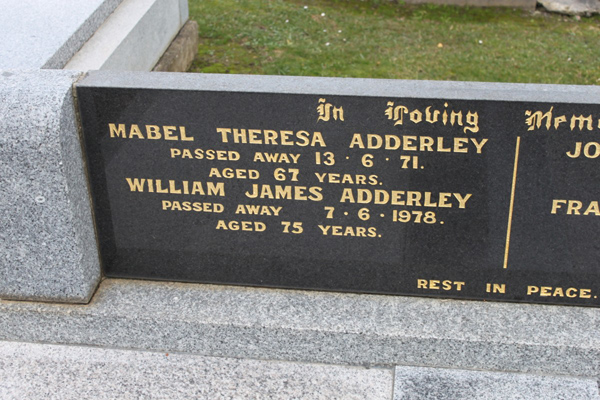 In Loving
MABEL THERESA ADDERLEY
PASSED AWAY 13 · 6 · 71.
AGED 67 YEARS.
WILLIAM JAMES ADDERLEY
PASSED AWAY 7·6·1978.
AGED 75 YEARS.
REST IN PEACE.